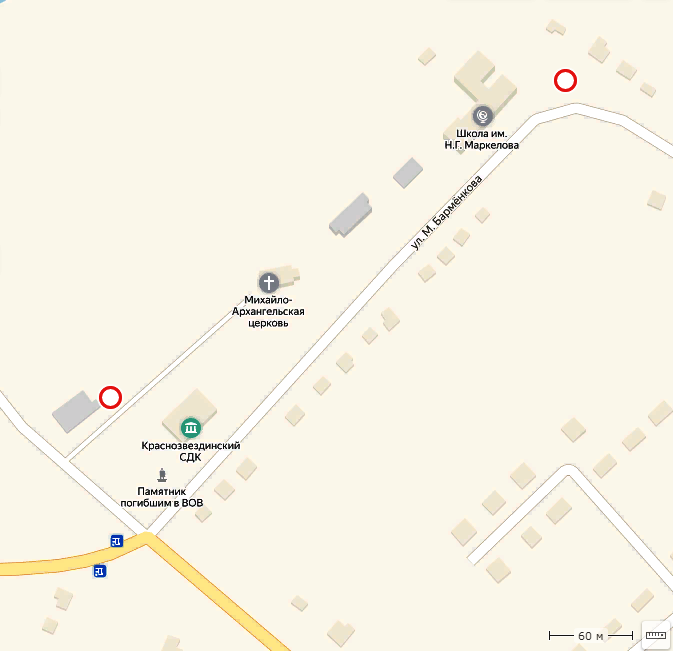 Школа им.
Н.Г. Маркелова
ул. М. Барменкова
Михайло-
Архангельская
церковь
Краснозвездинский
СДК
Памятник
погибшим в ВОВ
60 м